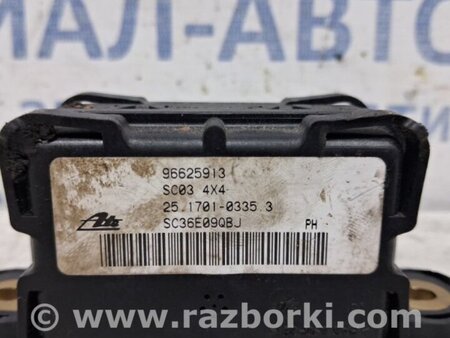 МАЛ-АВТО
96625913
SC03 4X4
25.1701-0335.3
Ate
SC36E09QBJ PH
www.razborki.com